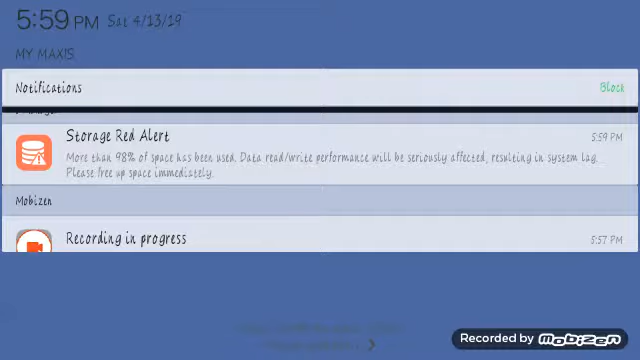 5:59 PM Sat 4/13/19
MY MAXIS
Notifications Block
Storage Red Alert 5:59 PM
More than 98% of space has been used. Data read/write performance will be seriously affected, resulting in system lag.
Please free up space immediately.
Mobizen
Recording in progress 5:57 PM
Recorded by mobizen